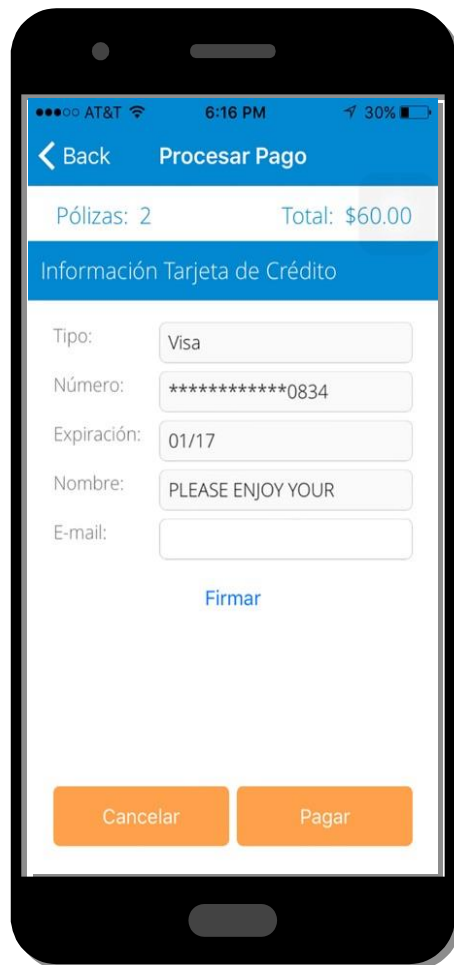 ●●●○○ AT&T 6:16 PM 30%
Back Procesar Pago
Pólizas: 2 Total: $60.00
Información Tarjeta de Crédito
Tipo: Visa
Número: ************0834
Expiración: 01/17
Nombre: PLEASE ENJOY YOUR
E-mail:
Firmar
Cancelar Pagar